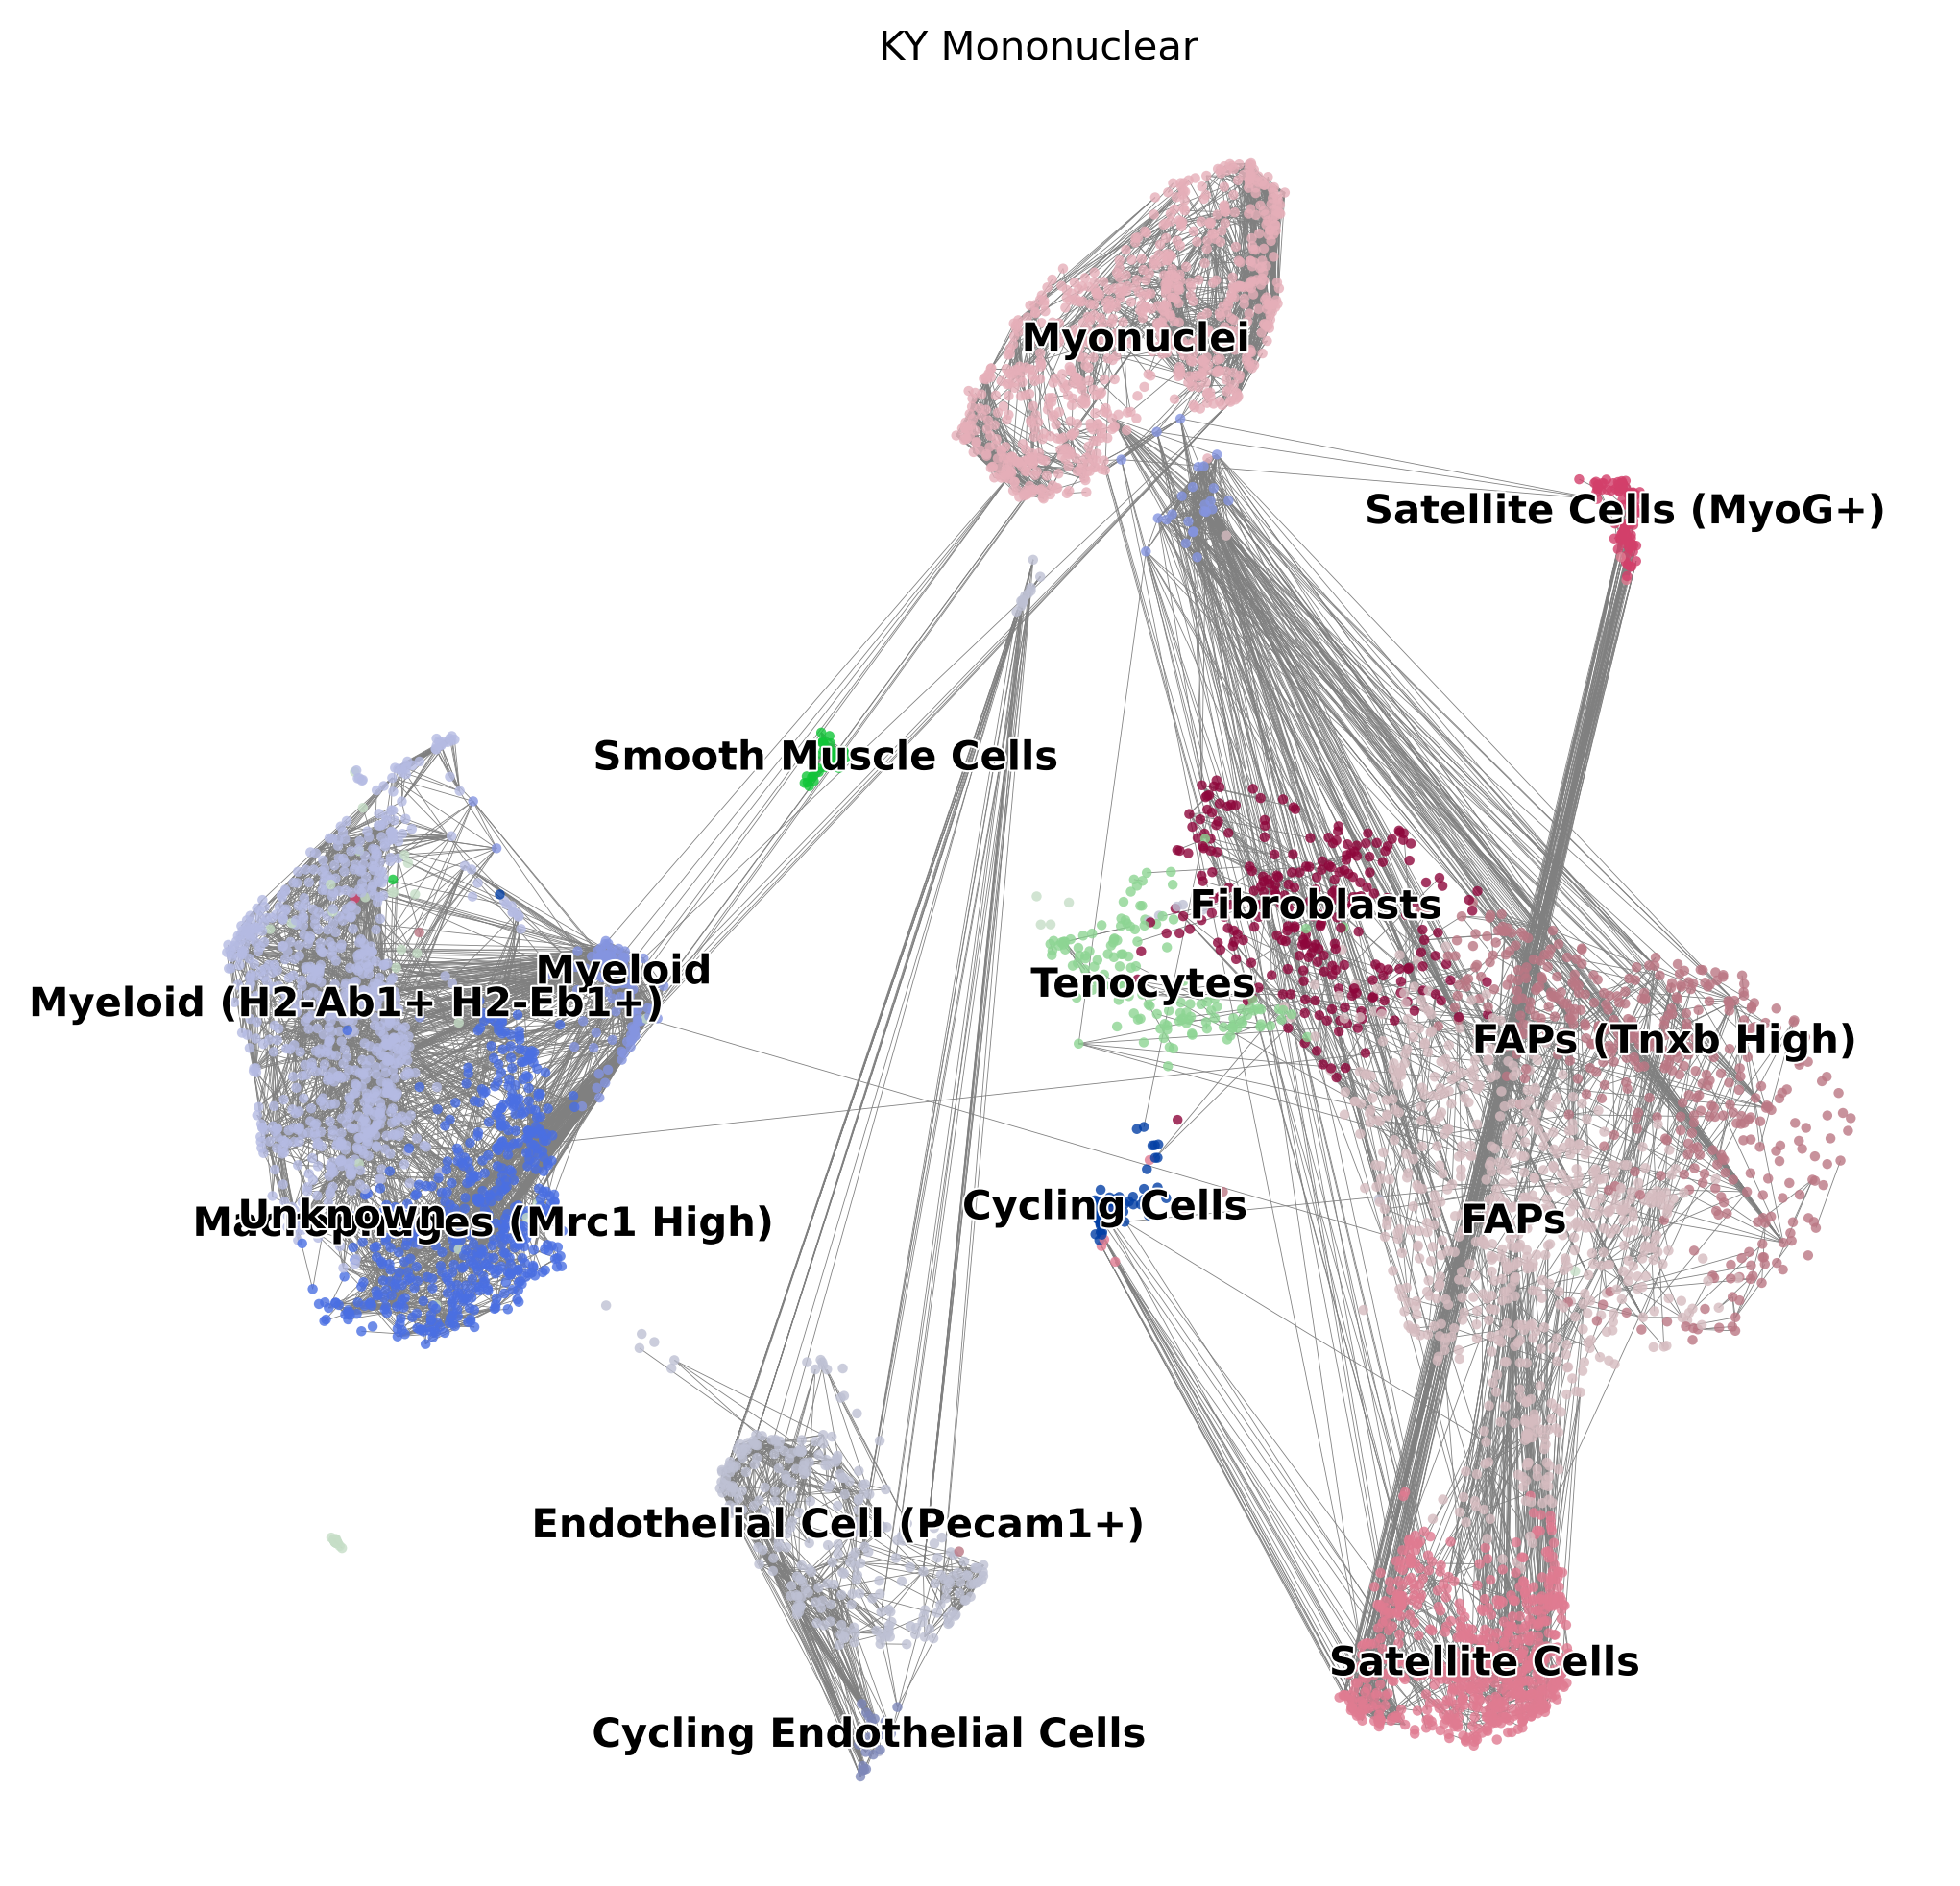 KY Mononuclear
Myonuclei
Satellite Cells (MyoG+)
Smooth Muscle Cells
Fibroblasts
Myeloid
Tenocytes
Myeloid (H2-Ab1+ H2-Eb1+)
FAPs (Tnxb High)
Cycling Cells
Unknown
Macrophages (Mrc1 High)
FAPs
Endothelial Cell (Pecam1+)
Satellite Cells
Cycling Endothelial Cells